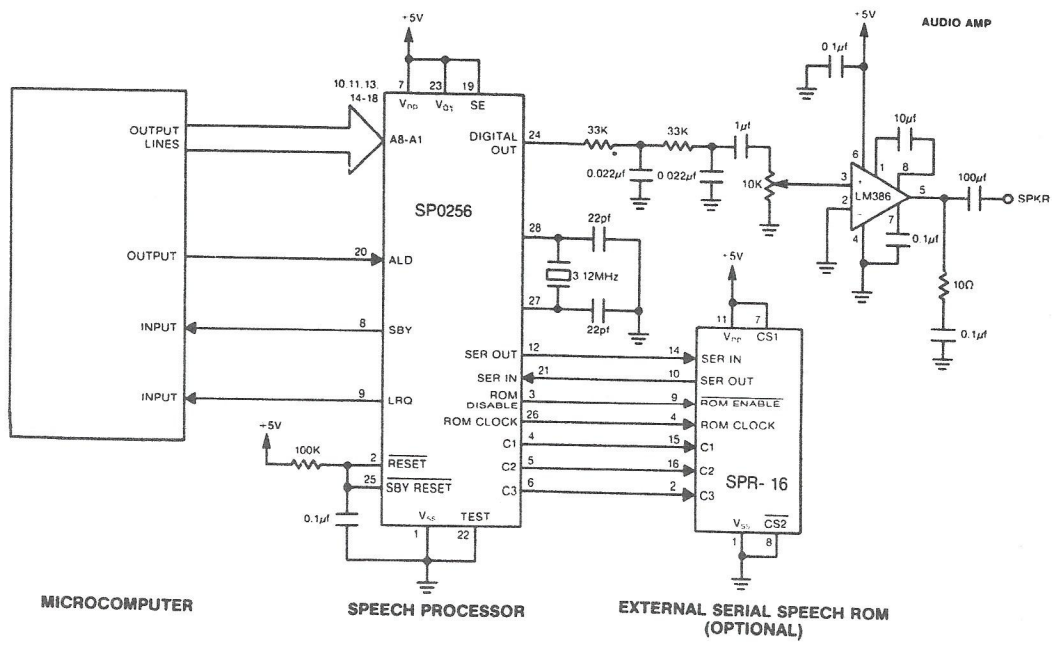 +5V
AUDIO AMP
+5V
0 1µf
10,11,13,
14-18
7
23
19
V_DD
V_D1
SE
OUTPUT
LINES
A8-A1
DIGITAL
OUT
24
33K
33K
1µf
0.022µf
0 022µf
10K
10µf
6
1
8
3
+
LM386
2
-
5
100µf
SPKR
4
7
0.1µf
10Ω
0.1µf
SP0256
OUTPUT
20
ALD
28
22pf
3 12MHz
27
22pf
+5V
INPUT
8
SBY
11
7
V_DD
CS1
SER OUT
12
14
SER IN
SER IN
21
10
SER OUT
INPUT
9
LRQ
ROM
DISABLE
3
9
ROM ENABLE
ROM CLOCK
26
4
ROM CLOCK
C1
4
15
C1
C2
5
16
C2
C3
6
2
C3
SPR- 16
+5V
100K
2
RESET
25
SBY RESET
0.1µf
V_SS
TEST
1
22
V_SS
CS2
1
8
MICROCOMPUTER
SPEECH PROCESSOR
EXTERNAL SERIAL SPEECH ROM
(OPTIONAL)